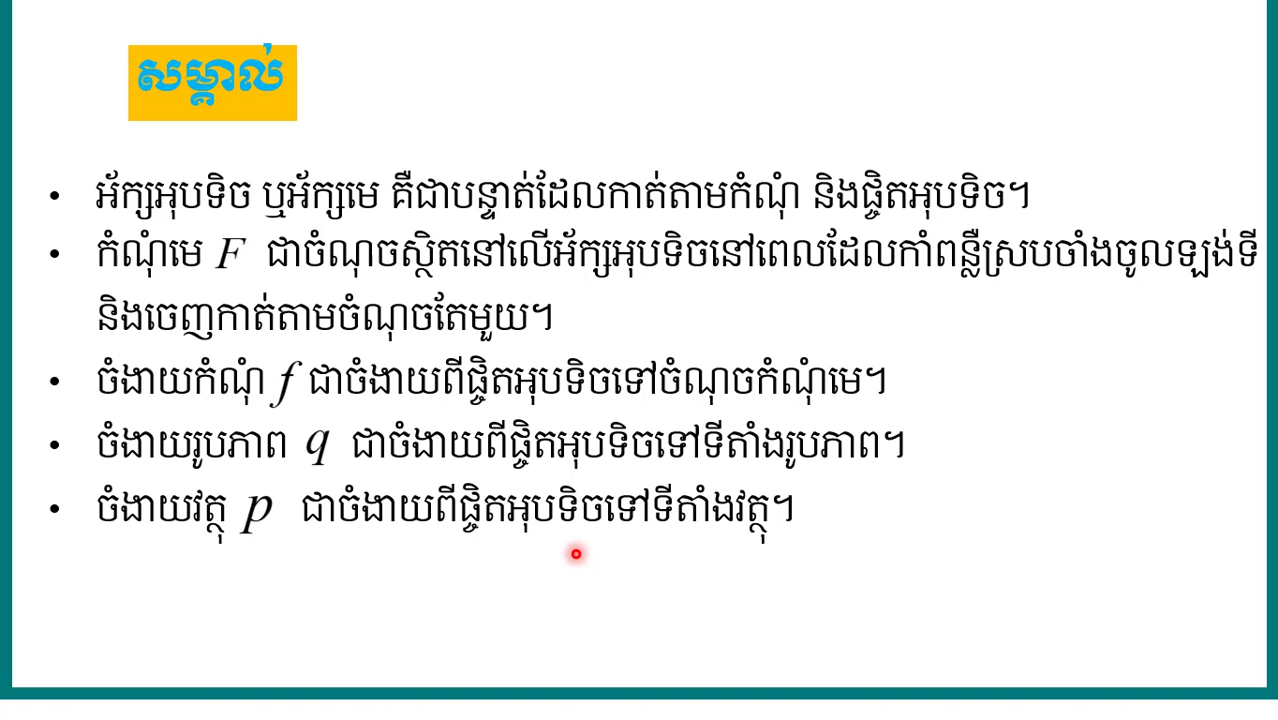 សម្គាល់
• អ័ក្សអុបទិច ឬអ័ក្សមេ គឺជាបន្ទាត់ដែលកាត់តាមកំណុំ និងផ្ចិតអុបទិច។
• កំណុំមេ F ជាចំណុចស្ថិតនៅលើអ័ក្សអុបទិចនៅពេលដែលកាំពន្លឺស្របចាំងចូលឡង់ទី
និងចេញកាត់តាមចំណុចតែមួយ។
• ចំងាយកំណុំ f ជាចំងាយពីផ្ចិតអុបទិចទៅចំណុចកំណុំមេ។
• ចំងាយរូបភាព q ជាចំងាយពីផ្ចិតអុបទិចទៅទីតាំងរូបភាព។
• ចំងាយវត្ថុ p ជាចំងាយពីផ្ចិតអុបទិចទៅទីតាំងវត្ថុ។